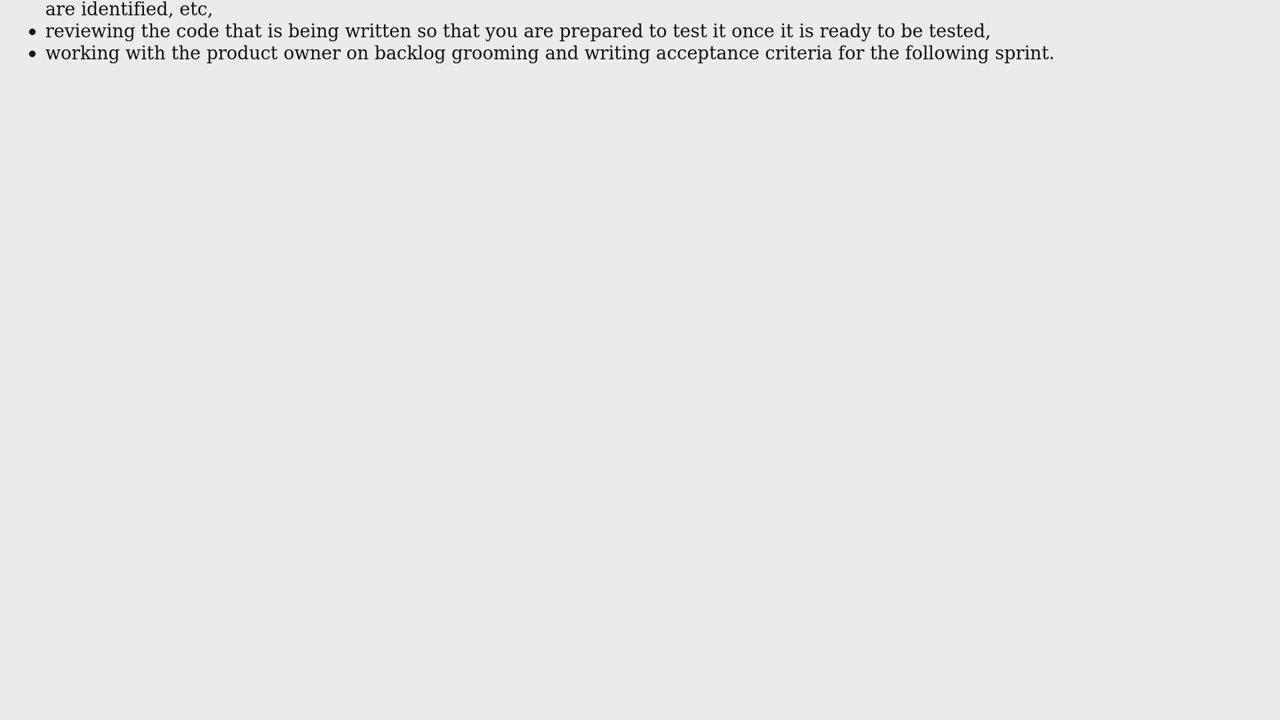 are identified, etc,
• reviewing the code that is being written so that you are prepared to test it once it is ready to be tested,
• working with the product owner on backlog grooming and writing acceptance criteria for the following sprint.